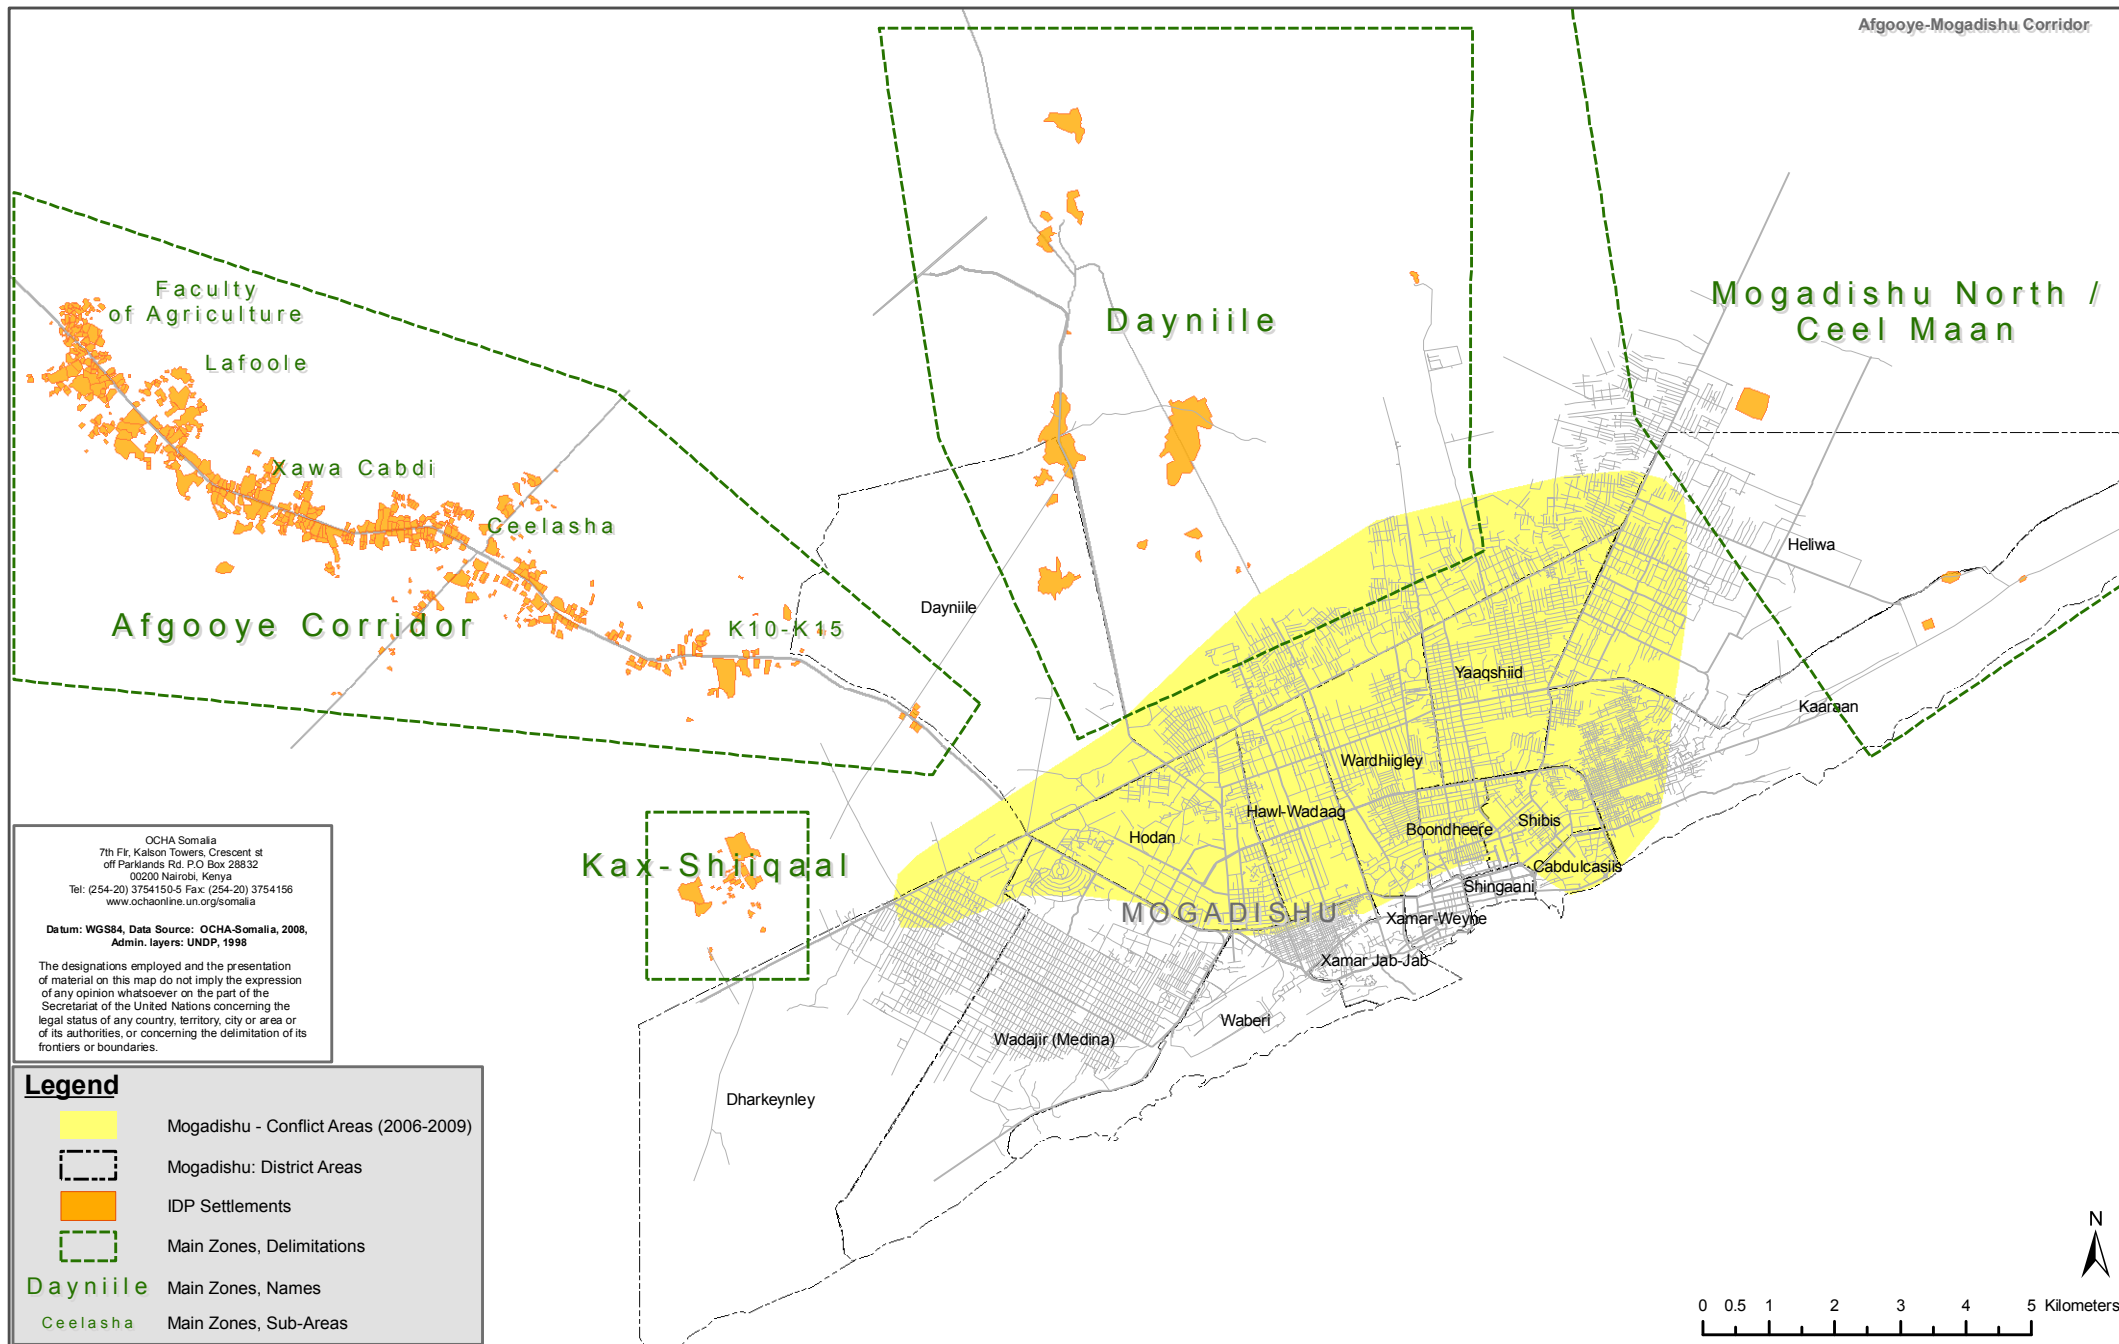 Afgooye-Mogadishu Corridor
Faculty
of Agriculture
Lafoole
Xawa Cabdi
Ceelasha
Afgooye Corridor
K10-K15
Dayniile
Mogadishu North /
Ceel Maan
Dayniile
Heliwa
Yaaqshiid
Kaaraan
Wardhiigley
Hawl-Wadaag
Hodan
Boondheere
Shibis
Cabdulcasiis
Shingaani
Kax-Shiiqaal
MOGADISHU
Xamar-Weyne
Xamar Jab-Jab
Waberi
Wadajir (Medina)
Dharkeynley
OCHA Somalia
7th Flr, Kalson Towers, Crescent st
off Parklands Rd. P.O Box 28832
00200 Nairobi, Kenya
Tel: (254-20) 3754150-5 Fax: (254-20) 3754156
www.ochaonline.un.org/somalia
Datum: WGS84, Data Source: OCHA-Somalia, 2008,
Admin. layers: UNDP, 1998
The designations employed and the presentation
of material on this map do not imply the expression
of any opinion whatsoever on the part of the
Secretariat of the United Nations concerning the
legal status of any country, territory, city or area or
of its authorities, or concerning the delimitation of its
frontiers or boundaries.
Legend
Mogadishu - Conflict Areas (2006-2009)
Mogadishu: District Areas
IDP Settlements
Main Zones, Delimitations
Dayniile Main Zones, Names
Ceelasha Main Zones, Sub-Areas
N
0 0.5 1 2 3 4 5 Kilometers